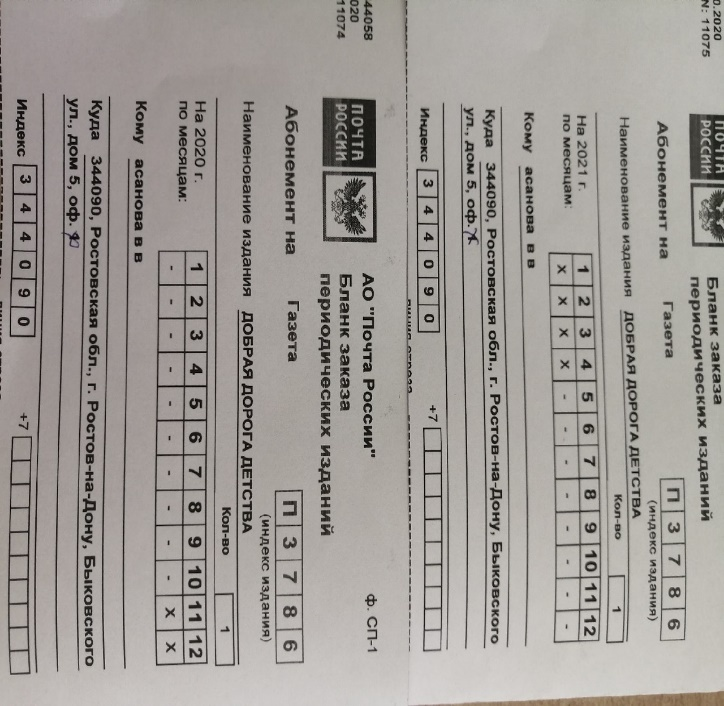 44058
020
11074
ПОЧТА
РОССИИ
АО "Почта России"
ф. СП-1
Бланк заказа
периодических изданий
Абонемент на Газета П 3 7 8 6
(индекс издания)
Наименование издания ДОБРАЯ ДОРОГА ДЕТСТВА
Кол-во 1
На 2020 г.
по месяцам:
1 2 3 4 5 6 7 8 9 10 11 12
- - - - - - - - - - x x
Кому асанова в в
Куда 344090, Ростовская обл., г. Ростов-на-Дону, Быковского
ул., дом 5, оф.
Индекс 3 4 4 0 9 0 +7
0.2020
N: 11075
ПОЧТА
РОССИИ
Бланк заказа
периодических изданий
Абонемент на Газета П 3 7 8 6
(индекс издания)
Наименование издания ДОБРАЯ ДОРОГА ДЕТСТВА
Кол-во 1
На 2021 г.
по месяцам:
1 2 3 4 5 6 7 8 9 10 11 12
x x x x - - - - - - - -
Кому асанова в в
Куда 344090, Ростовская обл., г. Ростов-на-Дону, Быковского
ул., дом 5, оф.
Индекс 3 4 4 0 9 0 +7